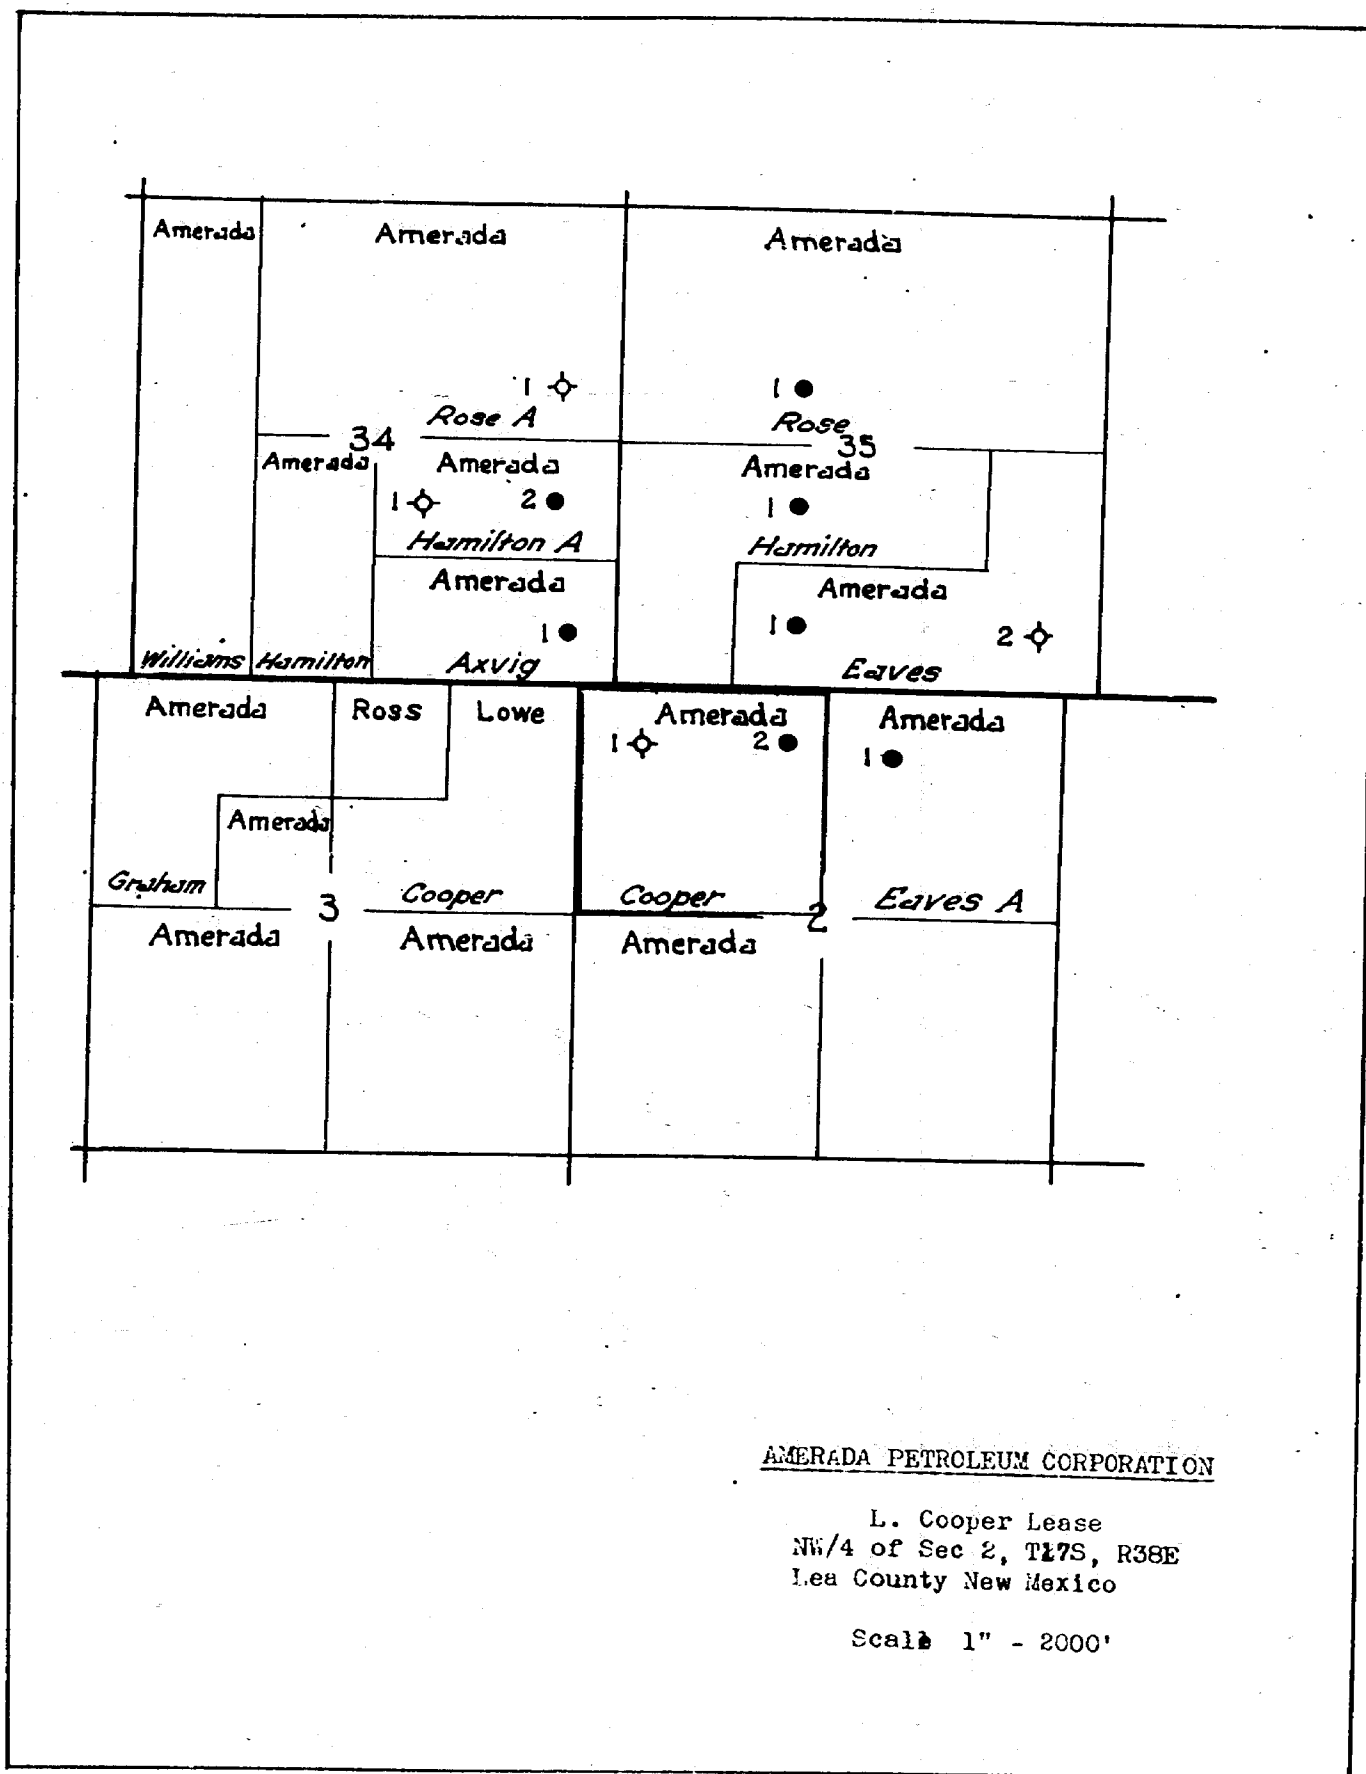 Amerada Amerada Amerada
1 1
Rose A Rose
34 35
Amerada Amerada Amerada
1 2 1
Hamilton A Hamilton
Amerada Amerada
1 1 2
Williams Hamilton Axvig Eaves
Amerada Ross Lowe Amerada Amerada
1 2 1
Amerada
Graham Cooper Cooper Eaves A
3 2
Amerada Amerada Amerada
AMERADA PETROLEUM CORPORATION
L. Cooper Lease
NW/4 of Sec 2, T17S, R38E
Lea County New Mexico
Scale 1" - 2000'